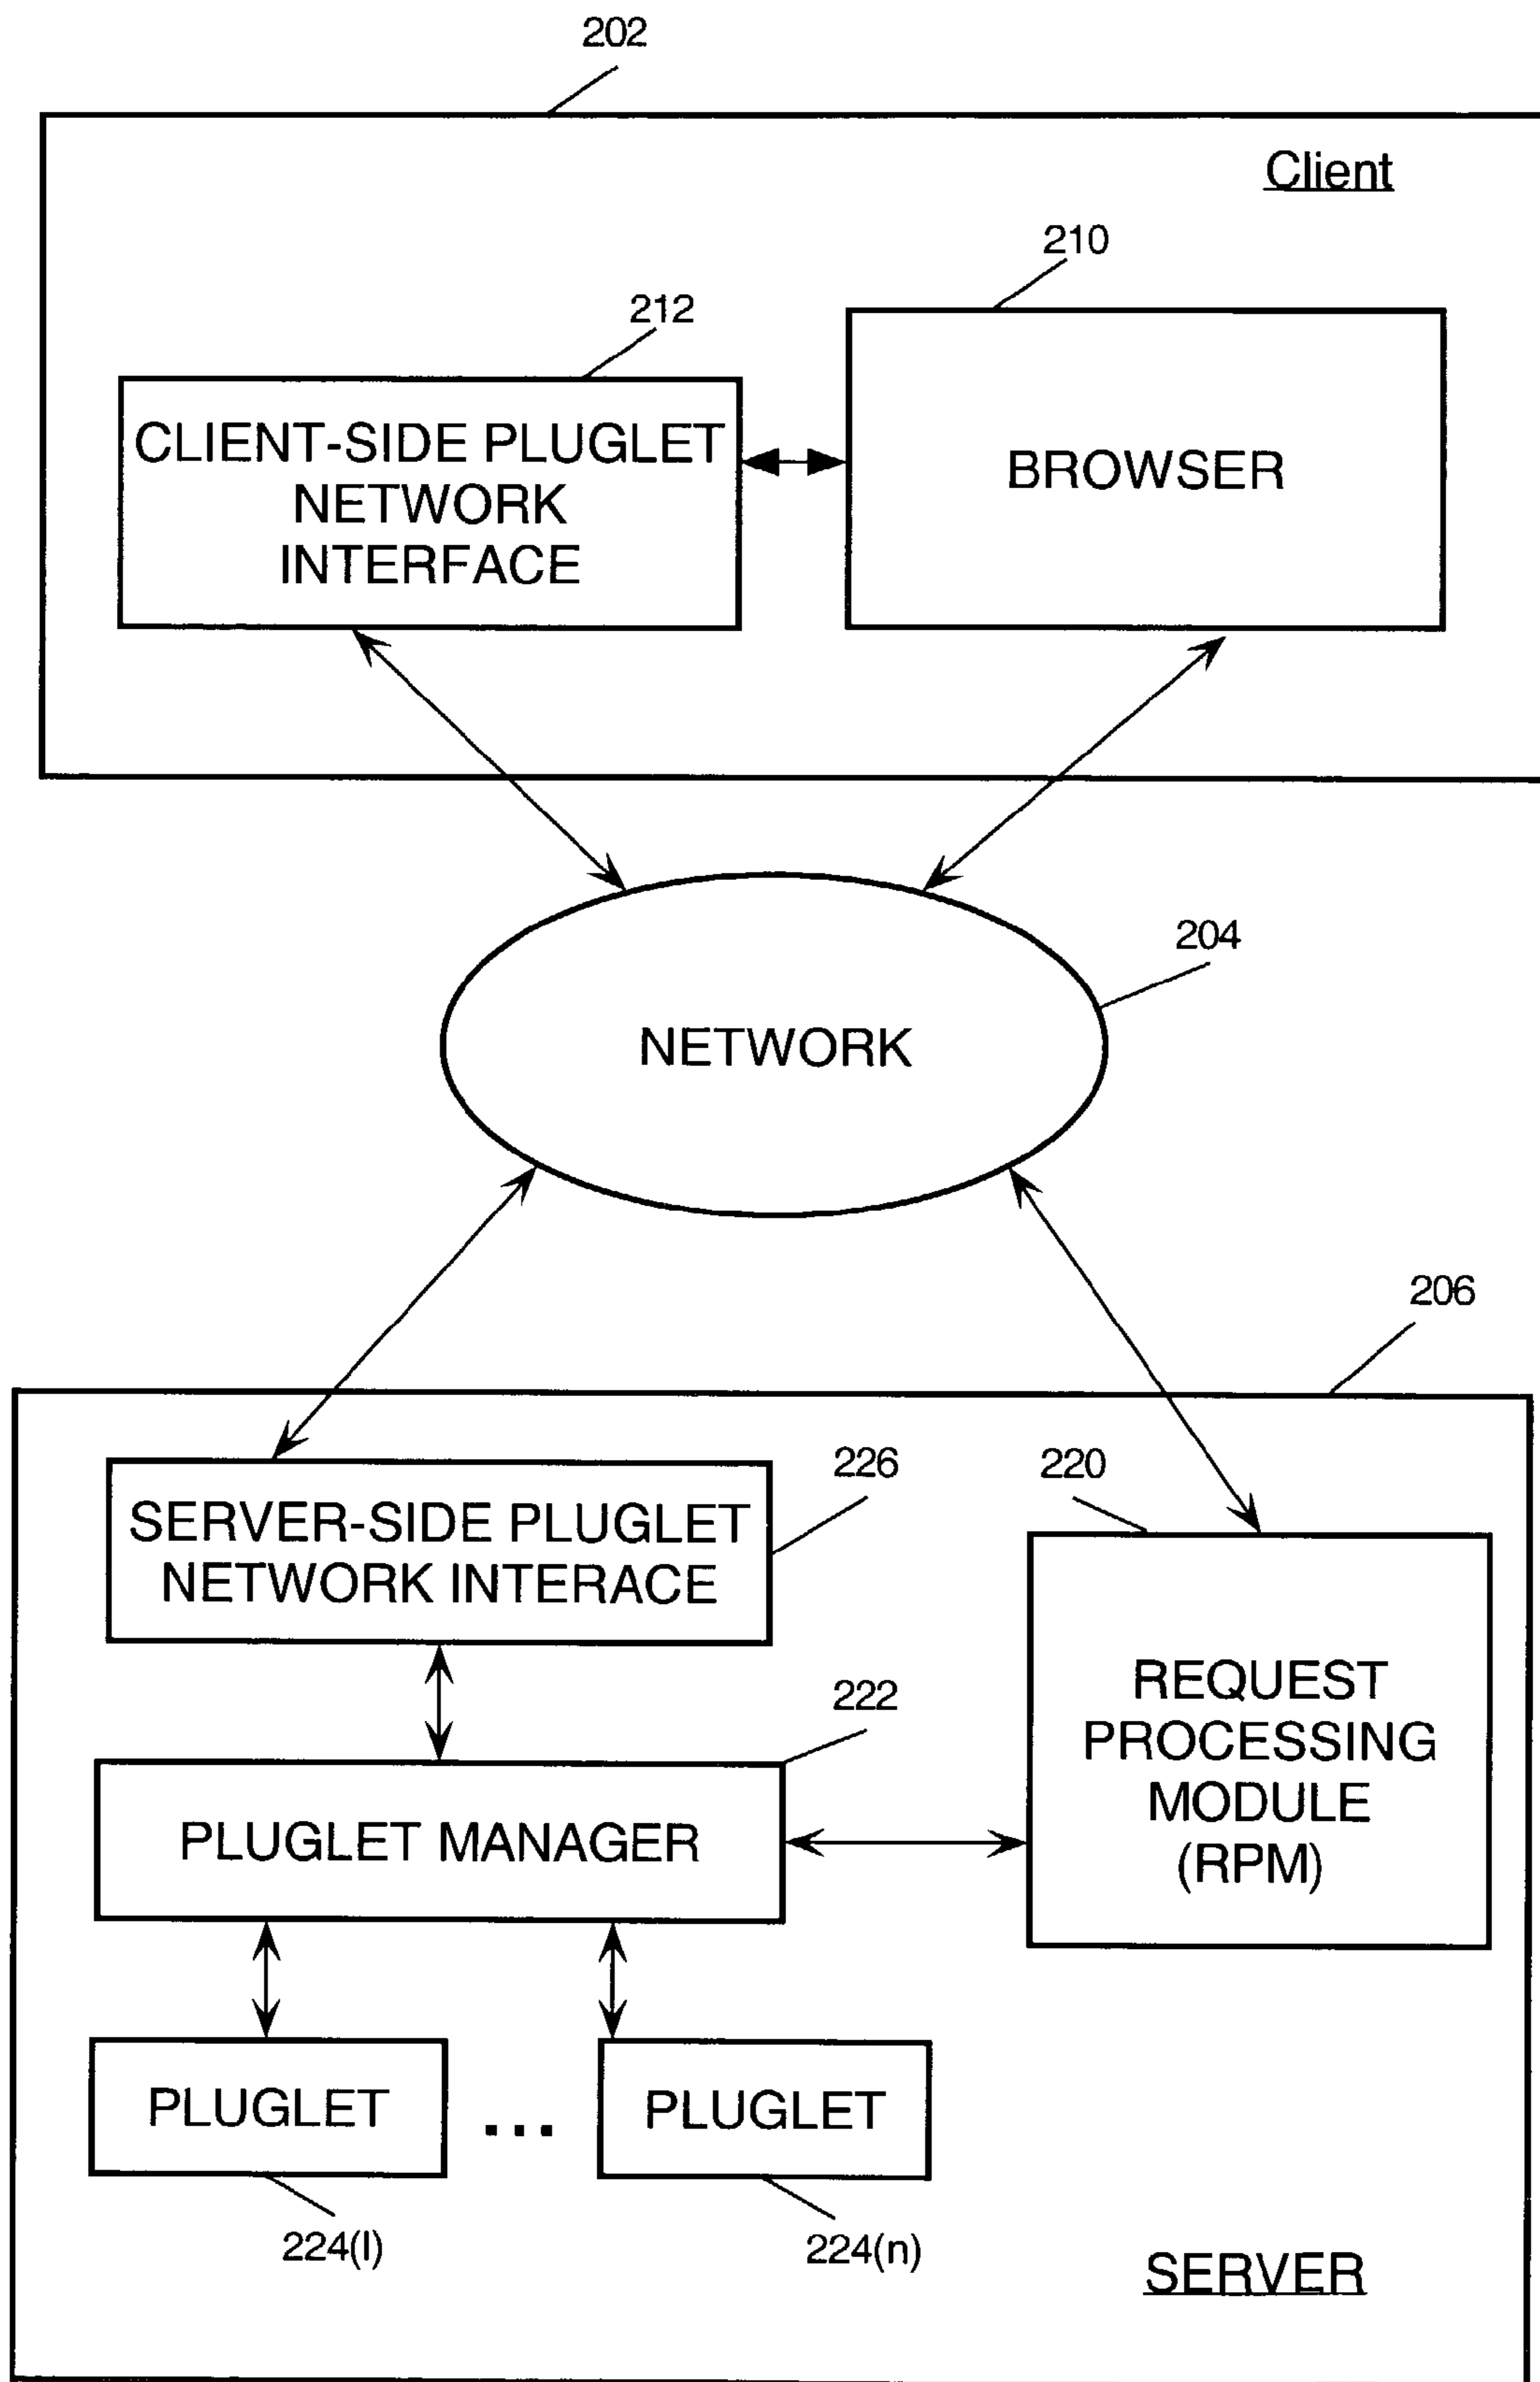 202
Client
210
212
CLIENT-SIDE PLUGLET
NETWORK
INTERFACE
BROWSER
204
NETWORK
206
226
220
SERVER-SIDE PLUGLET
NETWORK INTERACE
REQUEST
PROCESSING
MODULE
(RPM)
222
PLUGLET MANAGER
PLUGLET
...
PLUGLET
224(l)
224(n)
SERVER